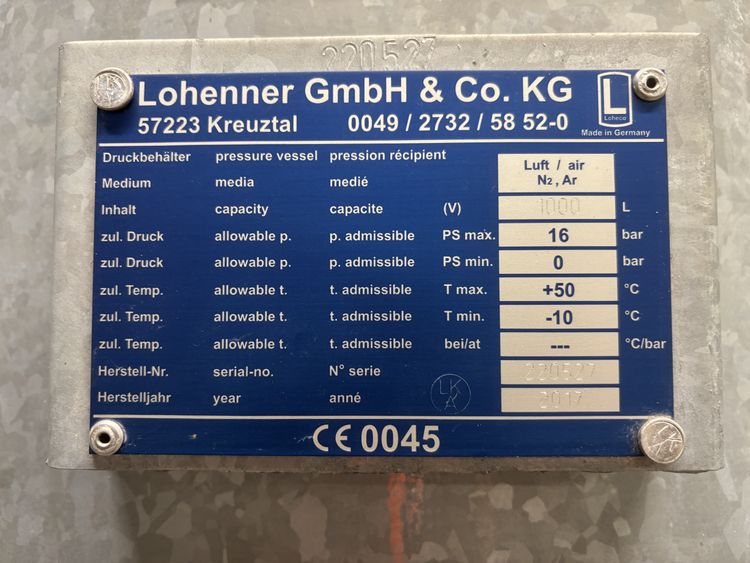 220527
Lohenner GmbH & Co. KG
57223 Kreuztal 0049 / 2732 / 58 52-0
L
Loheco
Made in Germany
Druckbehälter pressure vessel pression récipient
Luft / air
N2, Ar
Medium media medié
Inhalt capacity capacite (V) 1000 L
zul. Druck allowable p. p. admissible PS max. 16 bar
zul. Druck allowable p. p. admissible PS min. 0 bar
zul. Temp. allowable t. t. admissible T max. +50 °C
zul. Temp. allowable t. t. admissible T min. -10 °C
zul. Temp. allowable t. t. admissible bei/at --- °C/bar
Herstell-Nr. serial-no. N° serie 220527
Herstelljahr year anné 2017
LK
CE 0045